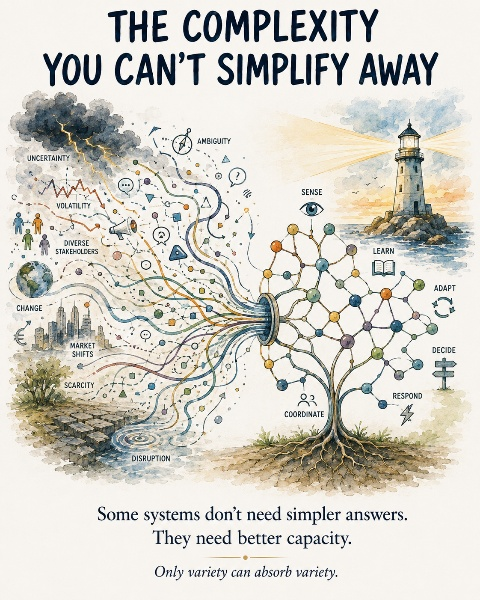 THE COMPLEXITY
YOU CAN'T SIMPLIFY AWAY
UNCERTAINTY
AMBIGUITY
VOLATILITY
DIVERSE
STAKEHOLDERS
CHANGE
MARKET
SHIFTS
SCARCITY
DISRUPTION
SENSE
LEARN
ADAPT
DECIDE
RESPOND
COORDINATE
Some systems don't need simpler answers.
They need better capacity.
Only variety can absorb variety.